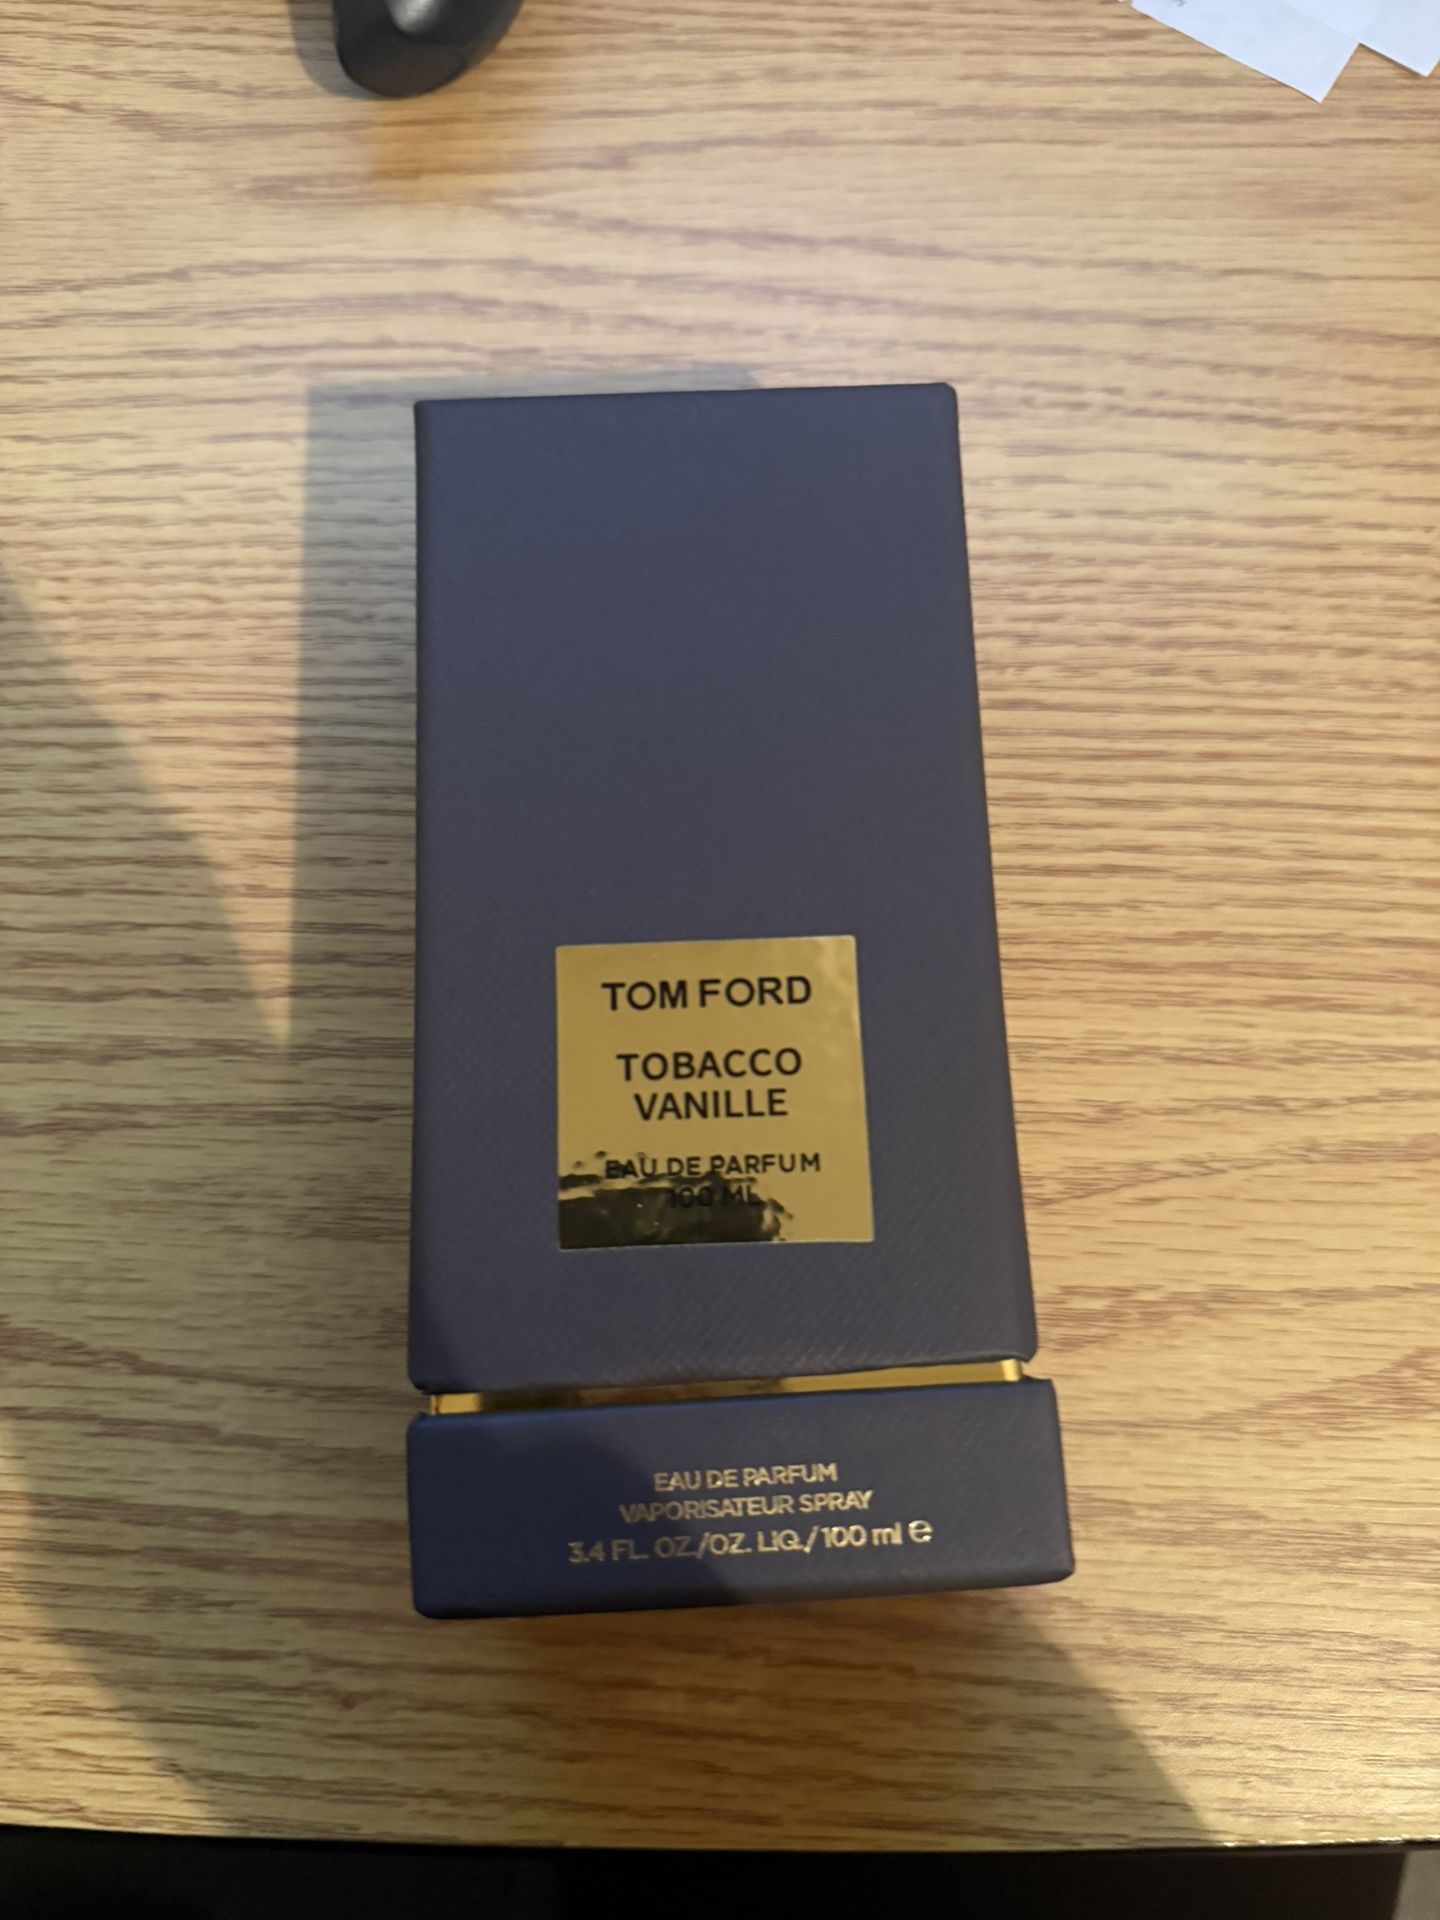 TOM FORD
TOBACCO
VANILLE
EAU DE PARFUM
100 ML
EAU DE PARFUM
VAPORISATEUR SPRAY
3.4 FL. OZ./OZ. LIQ./100 ml ℮